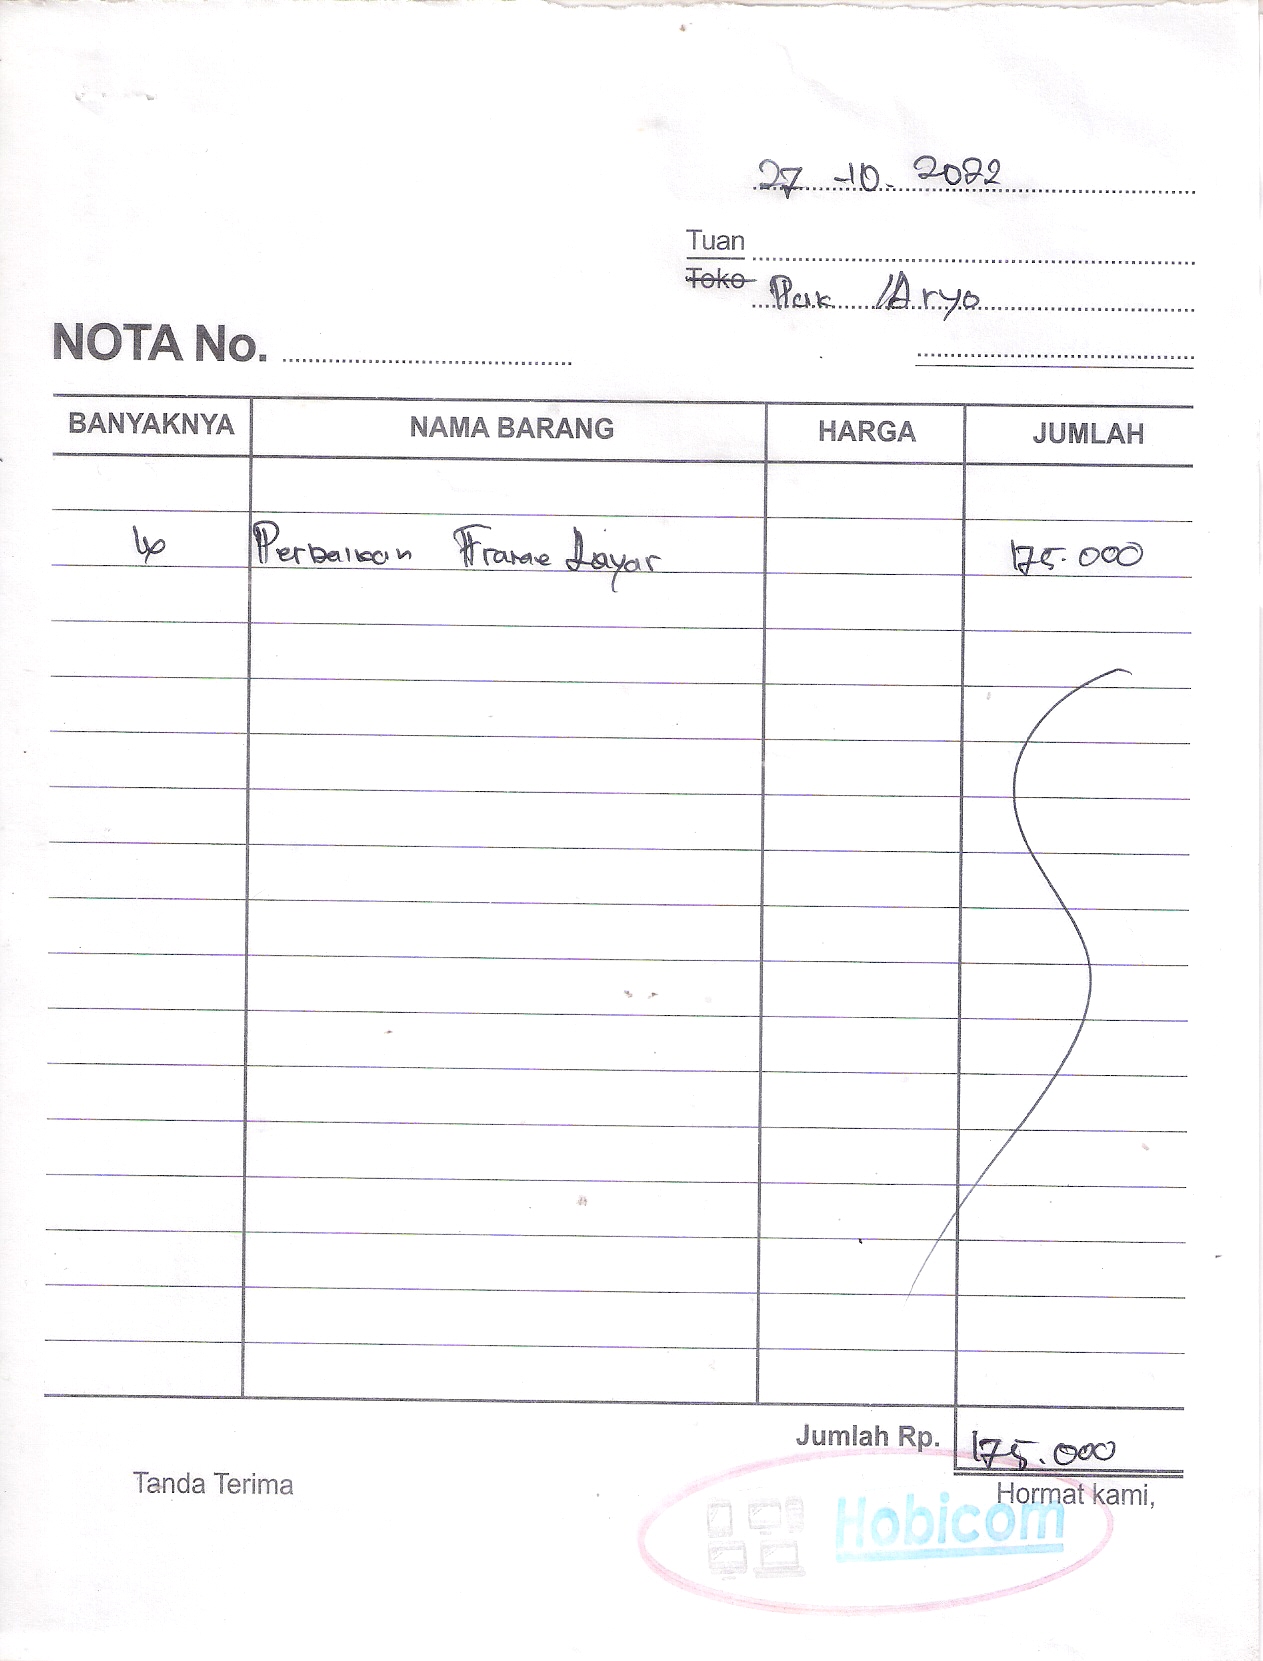 27-10.2022
Tuan
Toko Pak Aryo
NOTA No.
BANYAKNYA NAMA BARANG HARGA JUMLAH
Perbaikan Frame Layar 175.000
Jumlah Rp. 175.000
Tanda Terima Hormat kami,
Hobicom